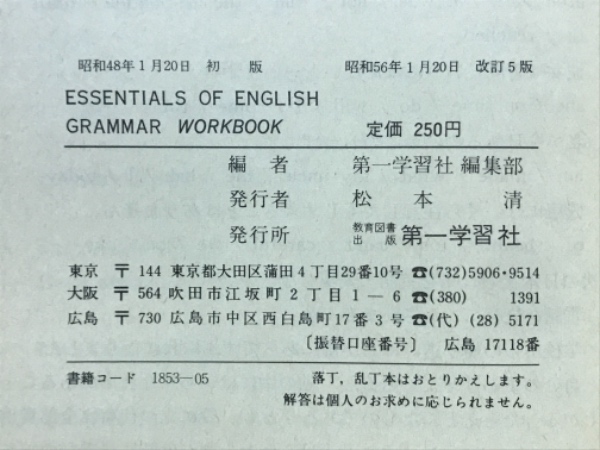 昭和48年1月20日 初 版 昭和56年1月20日 改訂5版
ESSENTIALS OF ENGLISH
GRAMMAR WORKBOOK 定価 250円
編 者 第一学習社 編集部
発行者 松 本 清
発行所 教育図書出版 第一学習社
東京 〒 144 東京都大田区蒲田4丁目29番10号 ☎(732)5906・9514
大阪 〒 564 吹田市江坂町2丁目1－6 ☎(380) 1391
広島 〒 730 広島市中区西白島町17番3号 ☎(代) (28) 5171
〔振替口座番号〕 広島 17118番
書籍コード 1853―05 落丁，乱丁本はおとりかえします。
解答は個人のお求めに応じられません。